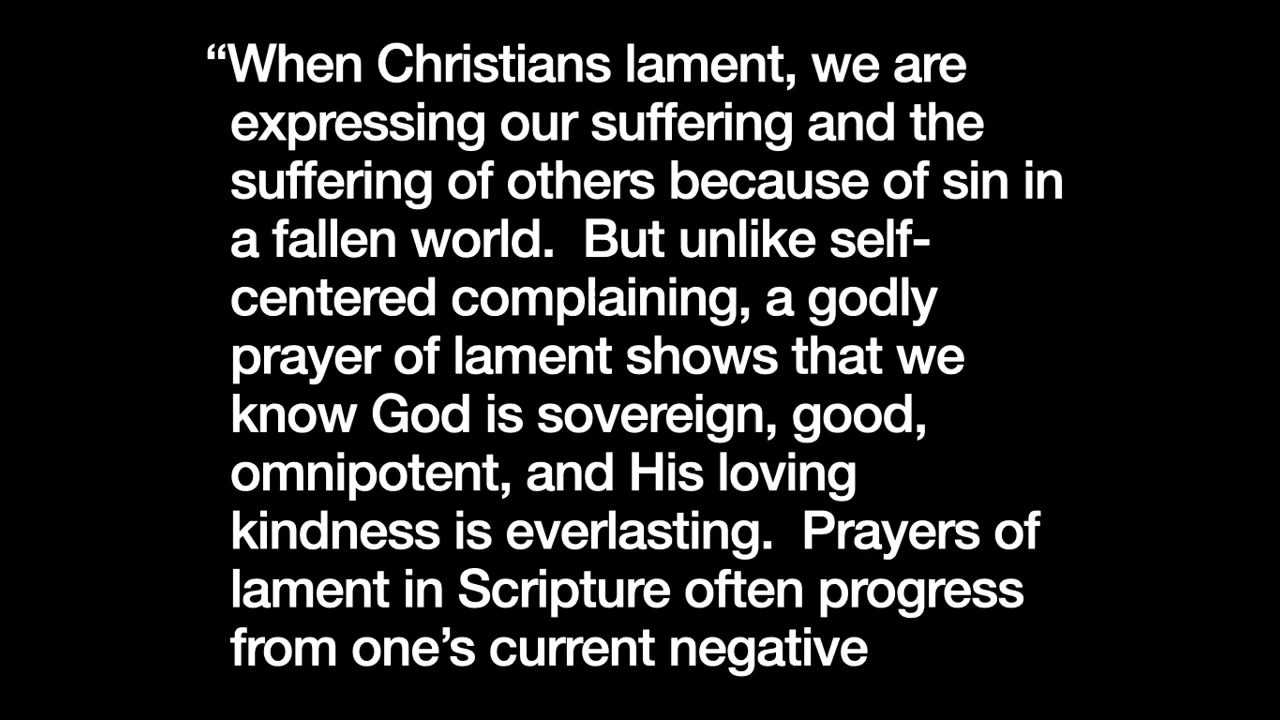 “When Christians lament, we are
expressing our suffering and the
suffering of others because of sin in
a fallen world.  But unlike self-
centered complaining, a godly
prayer of lament shows that we
know God is sovereign, good,
omnipotent, and His loving
kindness is everlasting.  Prayers of
lament in Scripture often progress
from one’s current negative